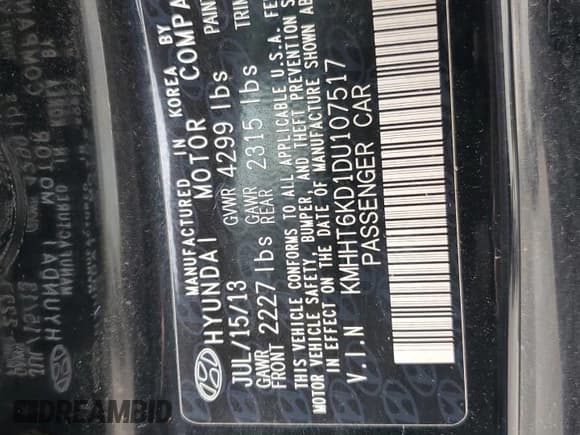 MANUFACTURED IN KOREA BY
HYUNDAI MOTOR COMPA
JUL/15/13 GVWR 4299 lbs PAIN
GAWR FRONT 2227 lbs GAWR REAR 2315 lbs TRIM
THIS VEHICLE CONFORMS TO ALL APPLICABLE U.S.A. FE
MOTOR VEHICLE SAFETY, BUMPER, AND THEFT PREVENTION S
IN EFFECT ON THE DATE OF MANUFACTURE SHOWN AB
V.I.N KMHHT6KD1DU107517
PASSENGER CAR
DREAMBID